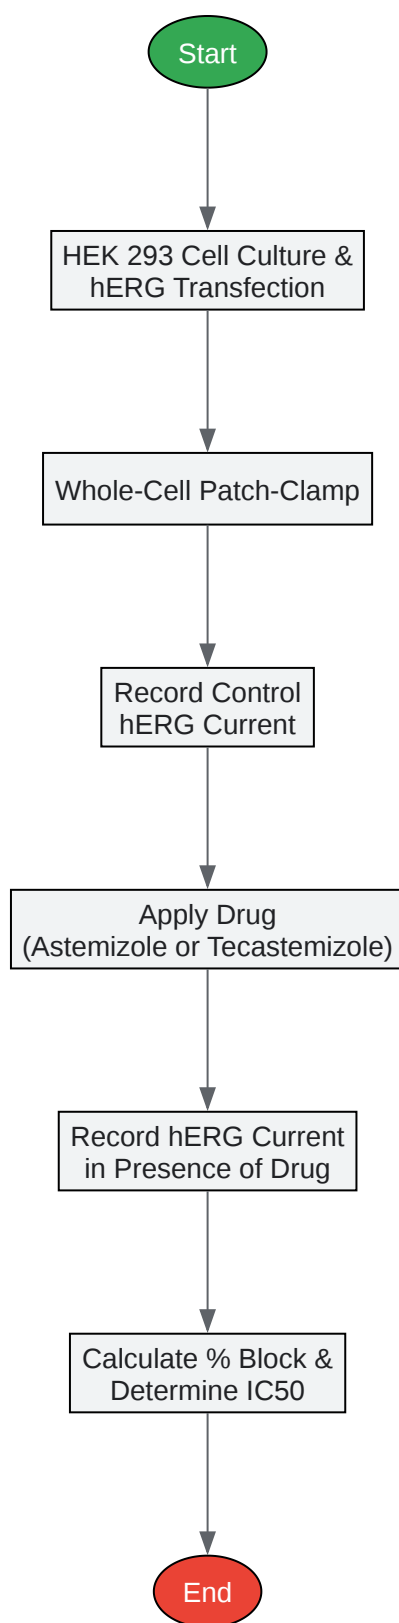 Start
HEK 293 Cell Culture &
hERG Transfection
Whole-Cell Patch-Clamp
Record Control
hERG Current
Apply Drug
(Astemizole or Tecastemizole)
Record hERG Current
in Presence of Drug
Calculate % Block &
Determine IC50
End